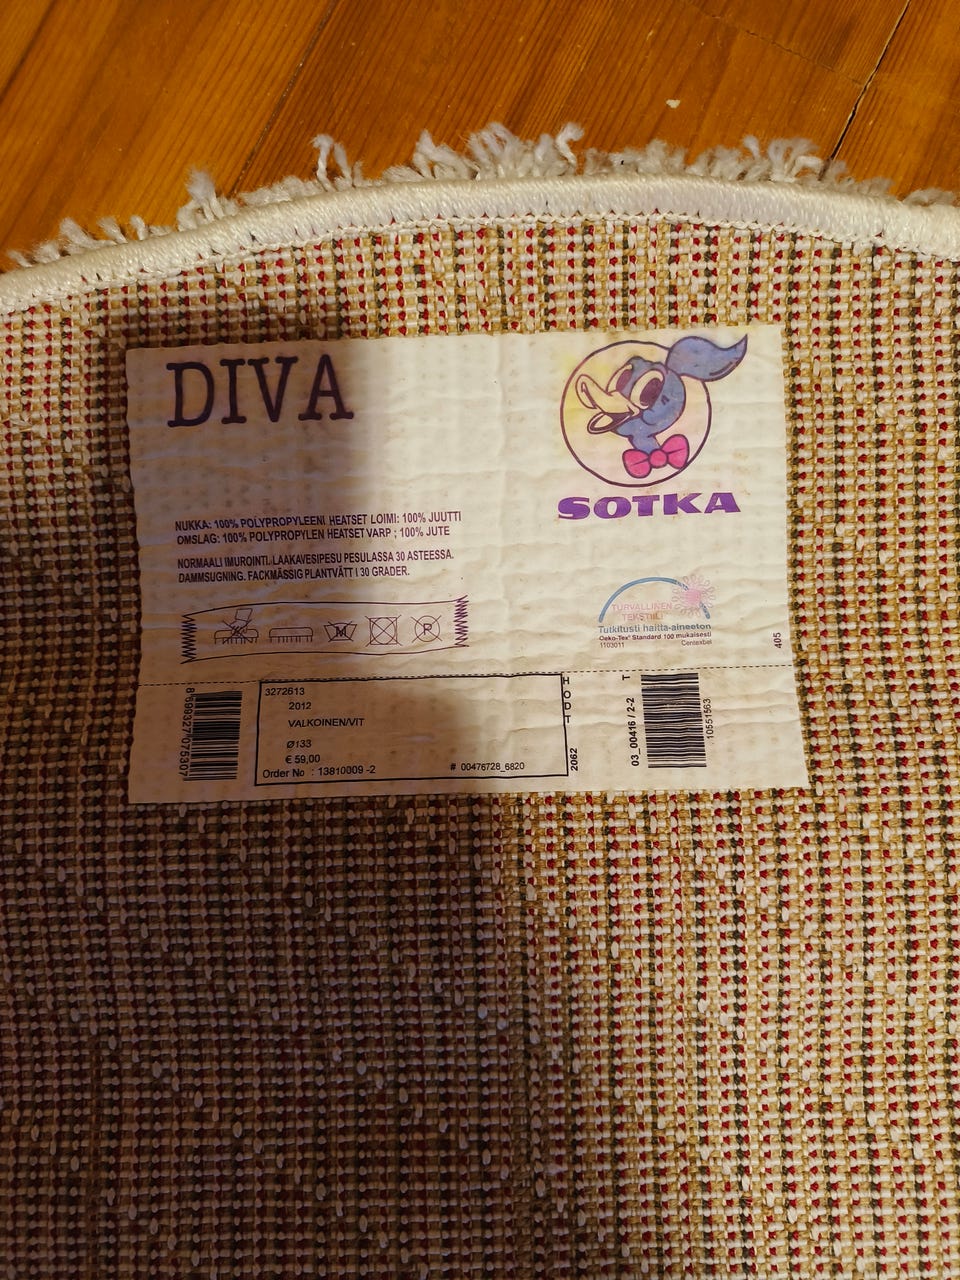 DIVA
SOTKA
NUKKA: 100% POLYPROPYLEENI HEATSET LOIMI: 100% JUUTTI
OMSLAG: 100% POLYPROPYLEN HEATSET VARP ; 100% JUTE
NORMAALI IMUROINTI. LAAKAVESIPESU PESULASSA 30 ASTEESSA.
DAMMSUGNING. FACKMÄSSIG PLANTVÄTT I 30 GRADER.
M
P
TURVALLINEN
TEKSTIILI
Tutkitusti haitta-aineeton
Oeko-Tex® Standard 100 mukaisesti
1103011 Centexbel
405
8699327075307
3272613
2012
VALKOINEN/VIT
Ø133
€ 59,00
Order No : 13810009 -2
# 00476728_6820
HODT
2062
T
03_00416 / 2-2
10551563